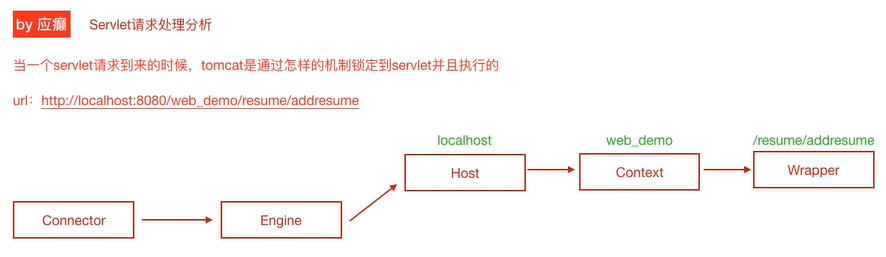 by 应癫 Servlet请求处理分析
当一个servlet请求到来的时候，tomcat是通过怎样的机制锁定到servlet并且执行的
url：http://localhost:8080/web_demo/resume/addresume
localhost web_demo /resume/addresume
Host Context Wrapper
Connector Engine